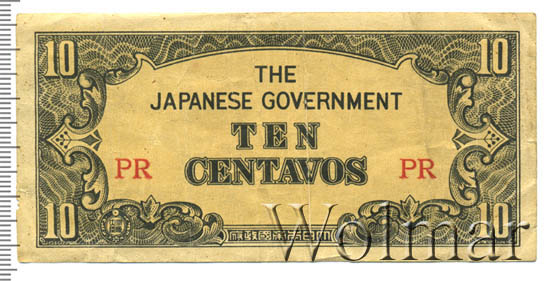 10 10
THE
JAPANESE GOVERNMENT
TEN
PR CENTAVOS PR
10 10
Wolmar